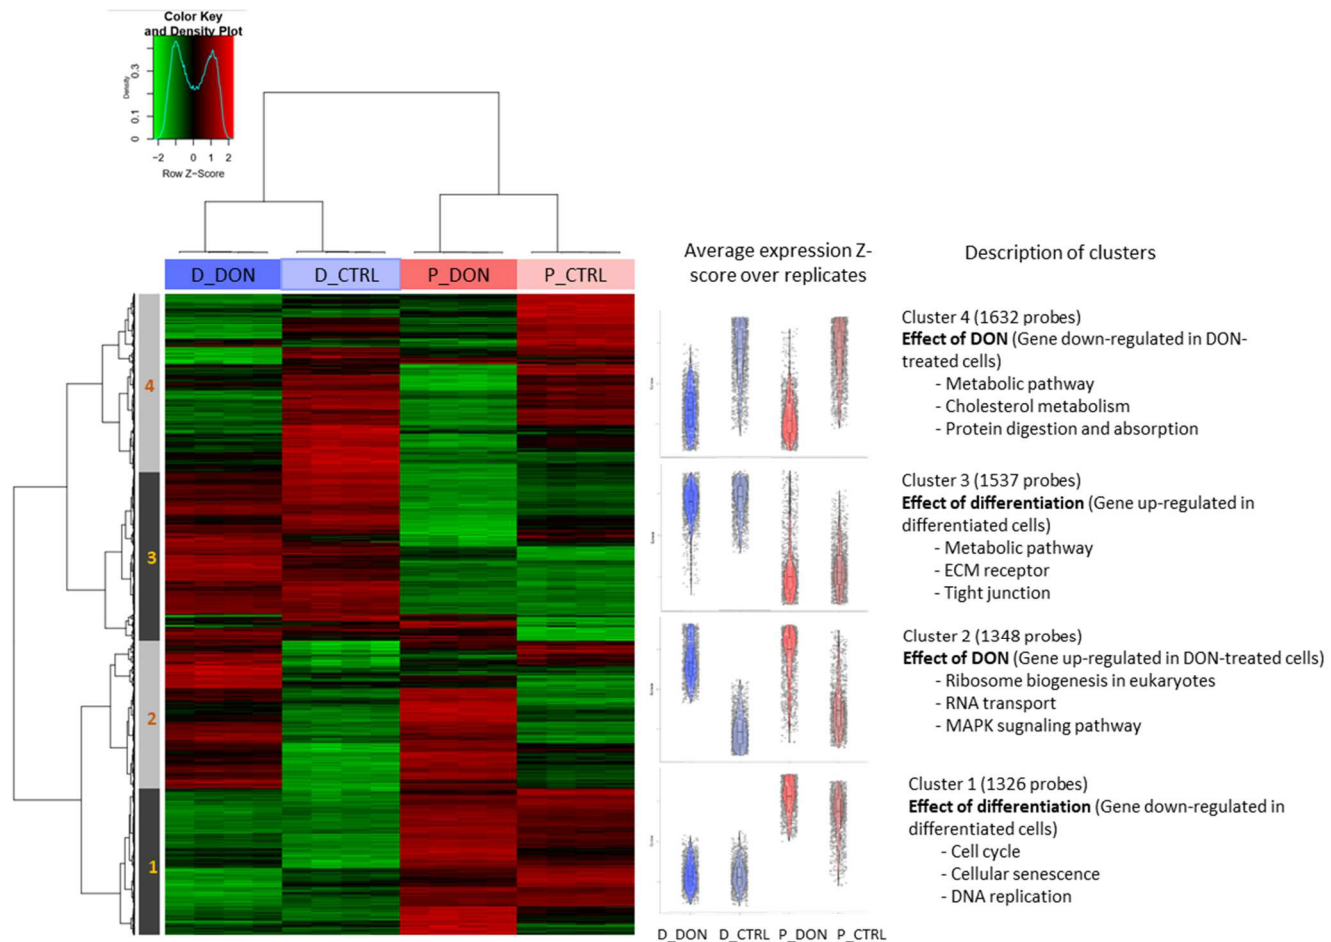 Color Key
and Density Plot
Density
0 0.1 0.3
-2 0 1 2
Row Z-Score
D_DON D_CTRL P_DON P_CTRL
4
3
2
1
Average expression Z-
score over replicates
Description of clusters
Cluster 4 (1632 probes)
Effect of DON (Gene down-regulated in DON-
treated cells)
- Metabolic pathway
- Cholesterol metabolism
- Protein digestion and absorption
Cluster 3 (1537 probes)
Effect of differentiation (Gene up-regulated in
differentiated cells)
- Metabolic pathway
- ECM receptor
- Tight junction
Cluster 2 (1348 probes)
Effect of DON (Gene up-regulated in DON-treated cells)
- Ribosome biogenesis in eukaryotes
- RNA transport
- MAPK sugnaling pathway
Cluster 1 (1326 probes)
Effect of differentiation (Gene down-regulated in
differentiated cells)
- Cell cycle
- Cellular senescence
- DNA replication
D_DON D_CTRL P_DON P_CTRL